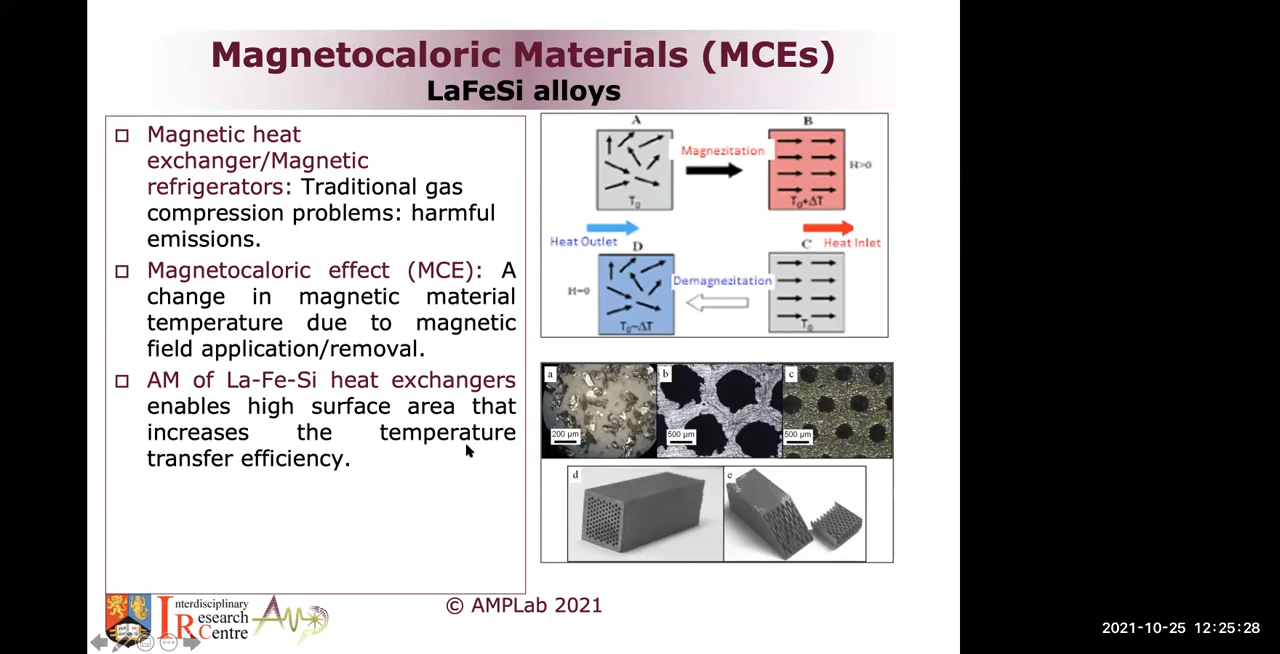 Magnetocaloric Materials (MCEs)
LaFeSi alloys
Magnetic heat
exchanger/Magnetic
refrigerators: Traditional gas
compression problems: harmful
emissions.
Magnetocaloric effect (MCE): A
change in magnetic material
temperature due to magnetic
field application/removal.
AM of La-Fe-Si heat exchangers
enables high surface area that
increases the temperature
transfer efficiency.
A
B
Magnezitation
H>0
T₀
T₀+ΔT
Heat Outlet
Heat Inlet
D
C
H=0
Demagnezitation
T₀-ΔT
T₀
a
b
c
200 µm
500 µm
500 µm
d
e
Interdisciplinary
Research
Centre
© AMPLab 2021
2021-10-25 12:25:28